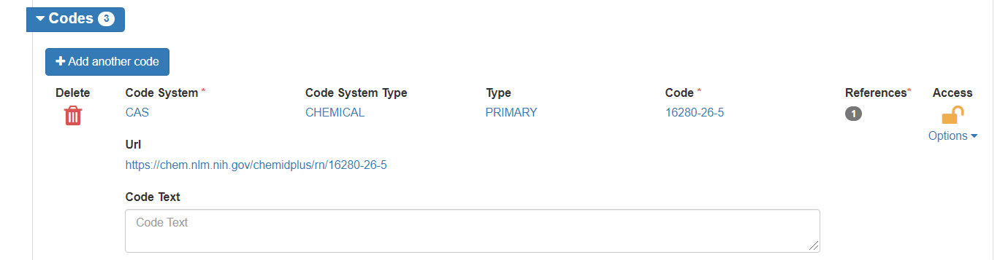 Codes 3
Add another code
Delete Code System * Code System Type Type Code * References* Access
CAS CHEMICAL PRIMARY 16280-26-5 1
Options
Url
https://chem.nlm.nih.gov/chemidplus/rn/16280-26-5
Code Text
Code Text